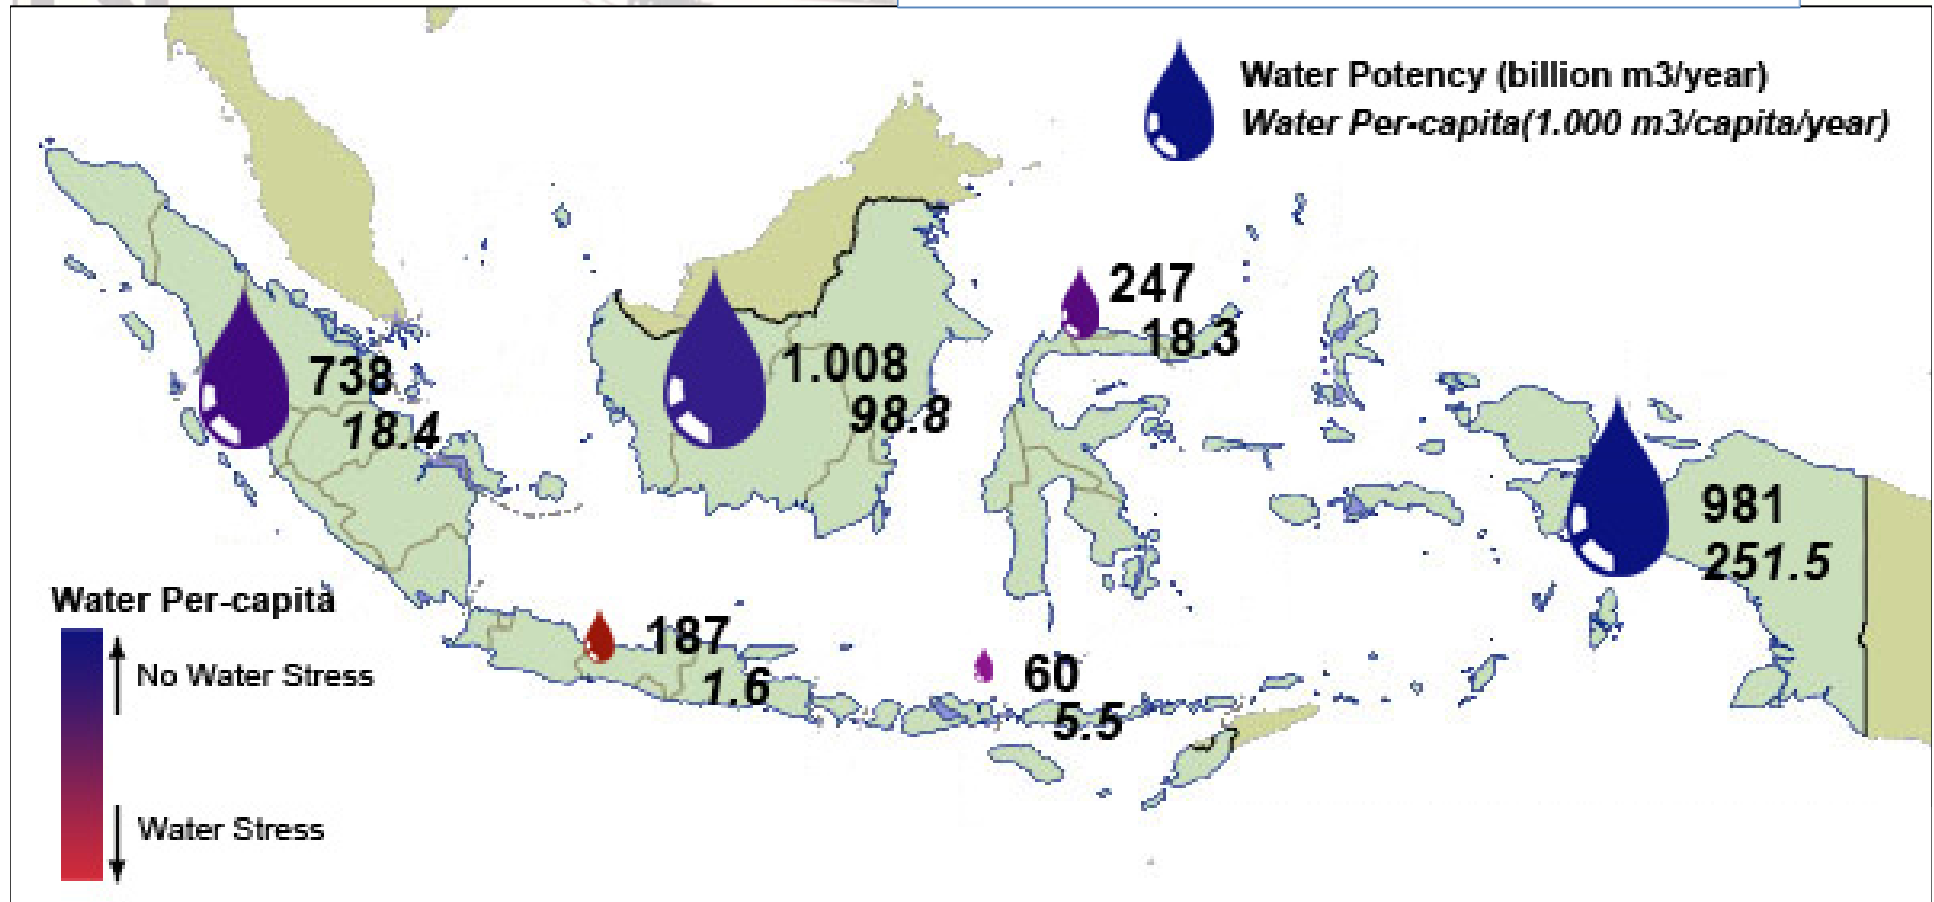 Water Potency (billion m3/year)
Water Per-capita(1.000 m3/capita/year)
247
18.3
738
18.4
1.008
98.8
981
251.5
Water Per-capità
No Water Stress
Water Stress
187
1.6
60
5.5